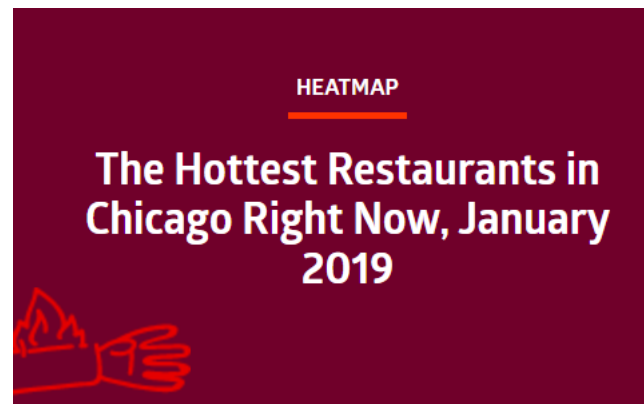 HEATMAP
The Hottest Restaurants in
Chicago Right Now, January
2019